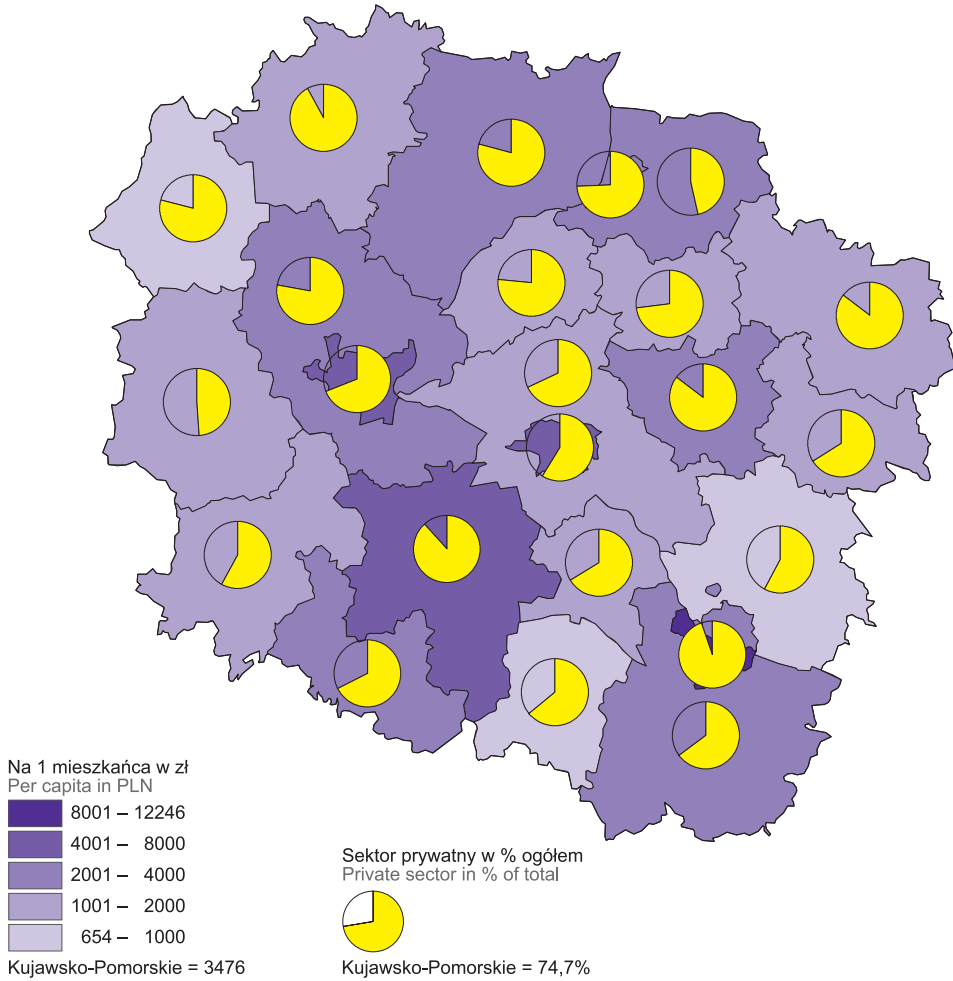 Na 1 mieszkańca w zł
Per capita in PLN
8001 – 12246
4001 – 8000
2001 – 4000
1001 – 2000
654 – 1000
Kujawsko-Pomorskie = 3476
Sektor prywatny w % ogółem
Private sector in % of total
Kujawsko-Pomorskie = 74,7%